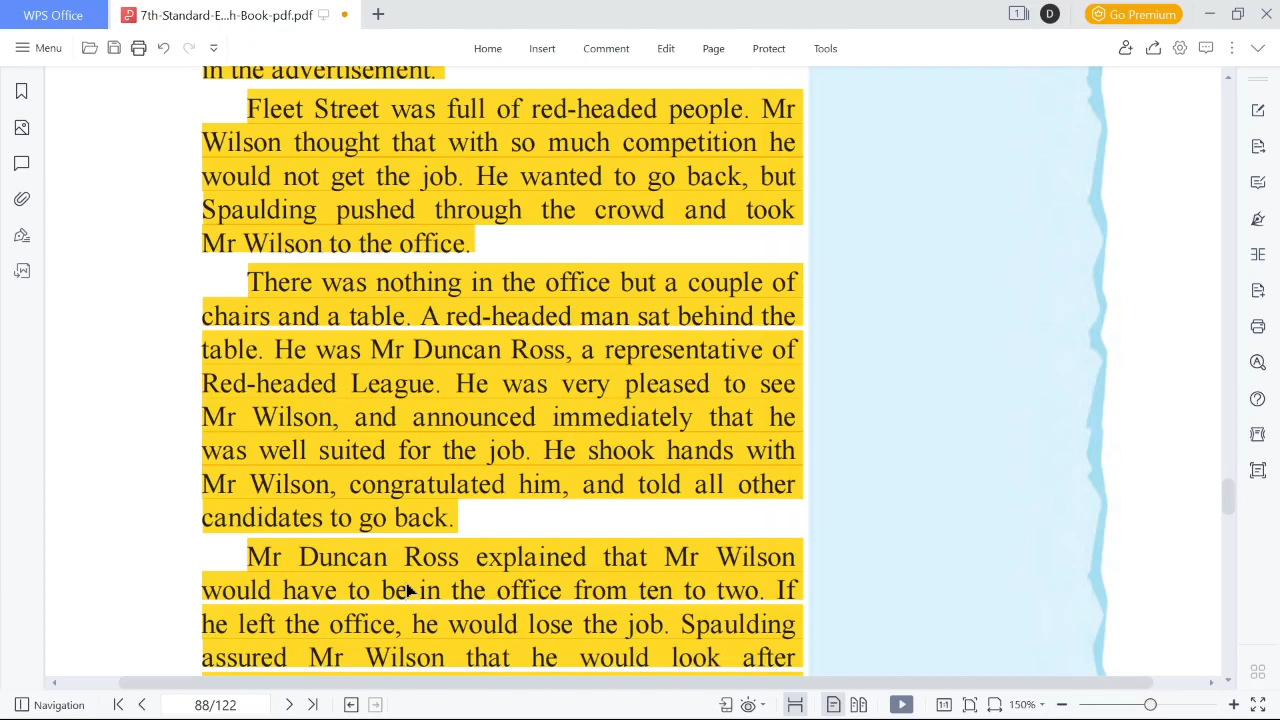 WPS Office
7th-Standard-E...h-Book-pdf.pdf
1
D
Go Premium
Menu
Home
Insert
Comment
Edit
Page
Protect
Tools
in the advertisement.
Fleet Street was full of red-headed people. Mr
Wilson thought that with so much competition he
would not get the job. He wanted to go back, but
Spaulding pushed through the crowd and took
Mr Wilson to the office.
There was nothing in the office but a couple of
chairs and a table. A red-headed man sat behind the
table. He was Mr Duncan Ross, a representative of
Red-headed League. He was very pleased to see
Mr Wilson, and announced immediately that he
was well suited for the job. He shook hands with
Mr Wilson, congratulated him, and told all other
candidates to go back.
Mr Duncan Ross explained that Mr Wilson
would have to be in the office from ten to two. If
he left the office, he would lose the job. Spaulding
assured Mr Wilson that he would look after
Navigation
88/122
1:1
150%